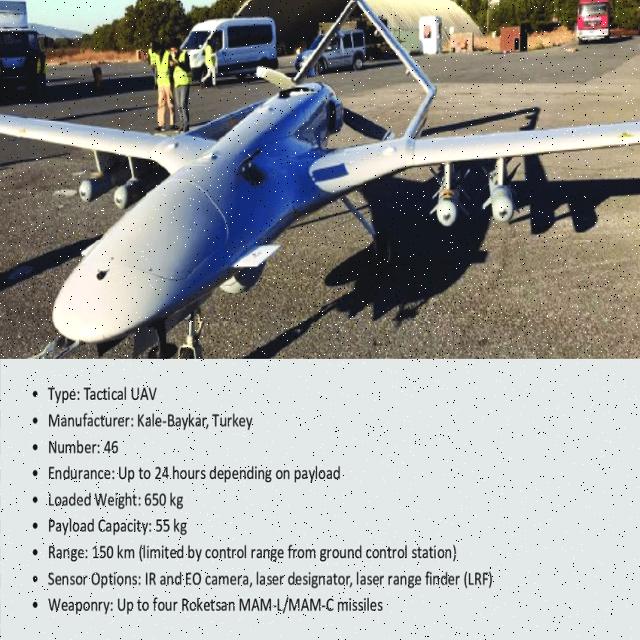 • Type: Tactical UAV
• Manufacturer: Kale-Baykar, Turkey
• Number: 46
• Endurance: Up to 24 hours depending on payload
• Loaded Weight: 650 kg
• Payload Capacity: 55 kg
• Range: 150 km (limited by control range from ground control station)
• Sensor Options: IR and EO camera, laser designator, laser range finder (LRF)
• Weaponry: Up to four Roketsan MAM-L/MAM-C missiles